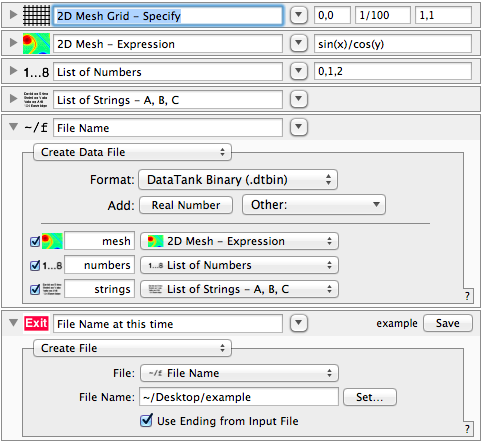 2D Mesh Grid – Specify 0,0 1/100 1,1
2D Mesh – Expression sin(x)/cos(y)
1...8 List of Numbers 0,1,2
List of Strings – A, B, C
~/f File Name
Create Data File
Format: DataTank Binary (.dtbin)
Add: Real Number Other:
mesh 2D Mesh – Expression
1...8 numbers 1...8 List of Numbers
strings List of Strings – A, B, C
?
Exit File Name at this time example Save
Create File
File: ~/f File Name
File Name: ~/Desktop/example Set...
Use Ending from Input File
?